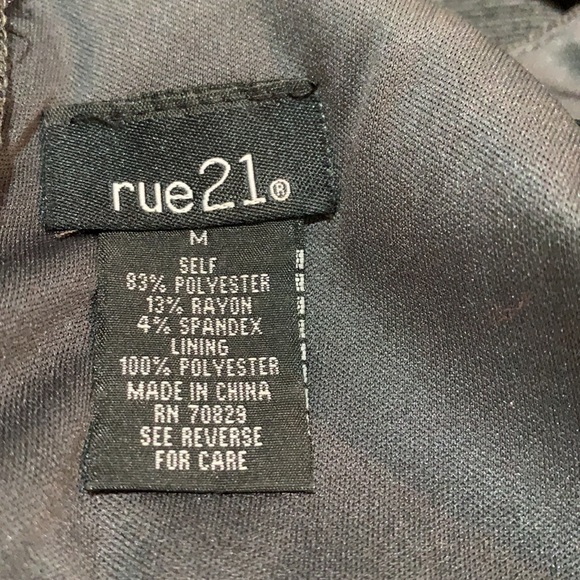 rue21®
M
SELF
83% POLYESTER
13% RAYON
4% SPANDEX
LINING
100% POLYESTER
MADE IN CHINA
RN 70829
SEE REVERSE
FOR CARE